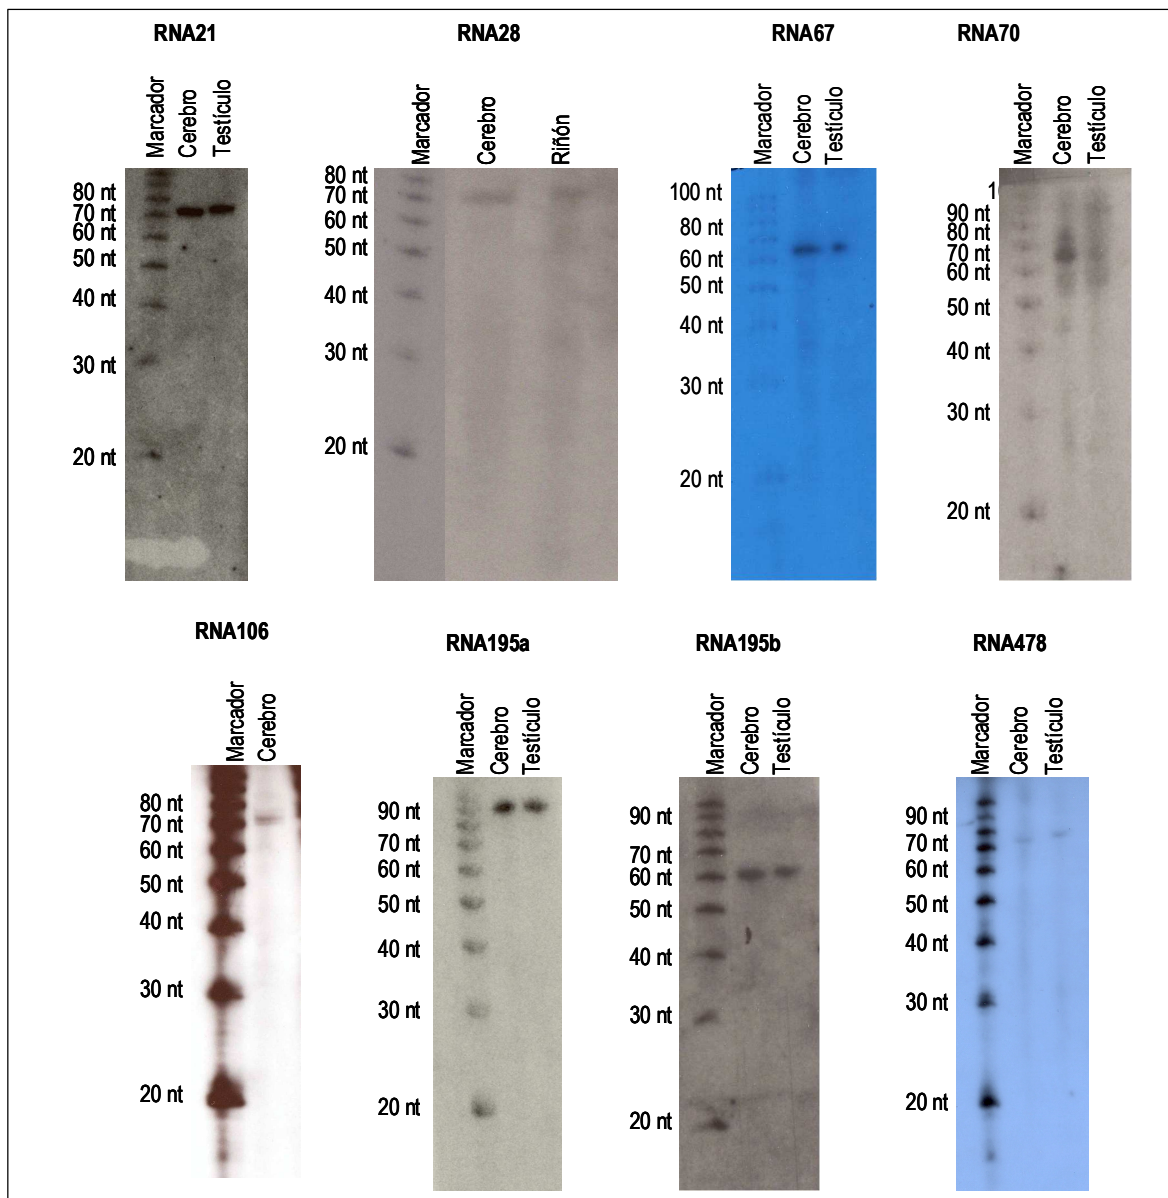 RNA21
Marcador
Cerebro
Testículo
80 nt
70 nt
60 nt
50 nt
40 nt
30 nt
20 nt
RNA28
Marcador
Cerebro
Riñón
80 nt
70 nt
60 nt
50 nt
40 nt
30 nt
20 nt
RNA67
Marcador
Cerebro
Testículo
100 nt
80 nt
60 nt
50 nt
40 nt
30 nt
20 nt
RNA70
Marcador
Cerebro
Testículo
1
90 nt
80 nt
70 nt
60 nt
50 nt
40 nt
30 nt
20 nt
RNA106
Marcador
Cerebro
80 nt
70 nt
60 nt
50 nt
40 nt
30 nt
20 nt
RNA195a
Marcador
Cerebro
Testículo
90 nt
70 nt
60 nt
50 nt
40 nt
30 nt
20 nt
RNA195b
Marcador
Cerebro
Testículo
90 nt
70 nt
60 nt
50 nt
40 nt
30 nt
20 nt
RNA478
Marcador
Cerebro
Testículo
90 nt
70 nt
60 nt
50 nt
40 nt
30 nt
20 nt